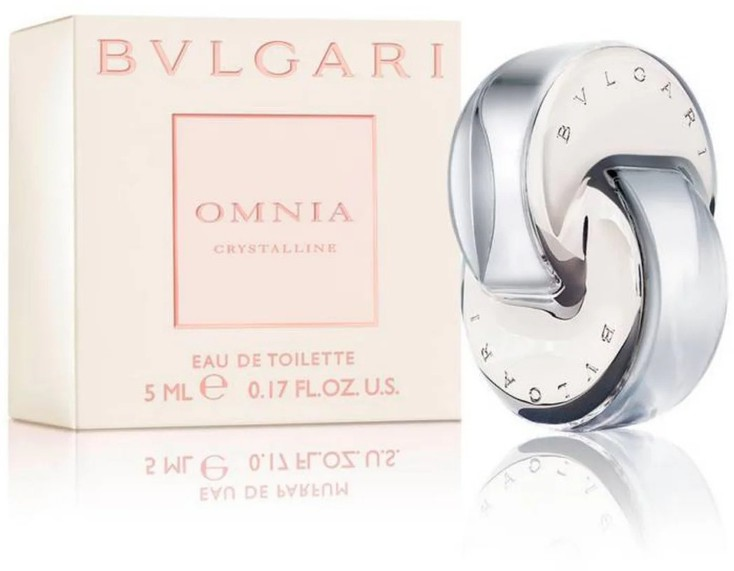 BVLGARI
OMNIA
CRYSTALLINE
EAU DE TOILETTE
5 ML ℮ 0.17 FL.OZ. U.S.
BVLGARI
BVLGARI
5 ML ℮ 0.17 FL.OZ. U.S.
EAU DE PARFUM